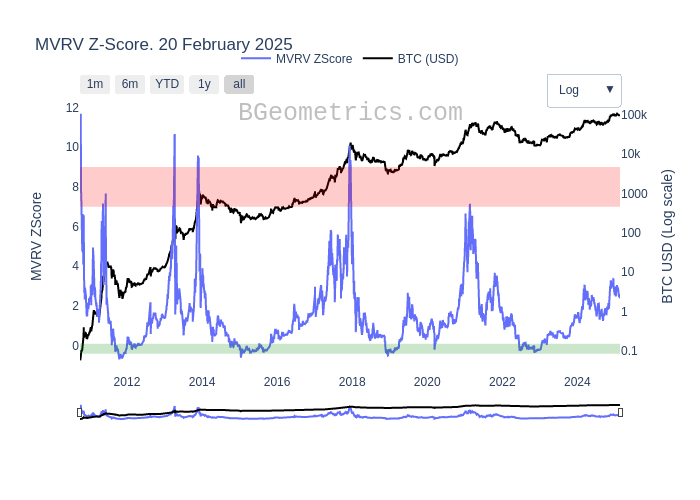 MVRV Z-Score. 20 February 2025
MVRV ZScore
BTC (USD)
1m 6m YTD 1y all
Log ▼
BGeometrics.com
12
10
8
6
4
2
0
MVRV ZScore
100k
10k
1000
100
10
1
0.1
BTC USD (Log scale)
2012 2014 2016 2018 2020 2022 2024